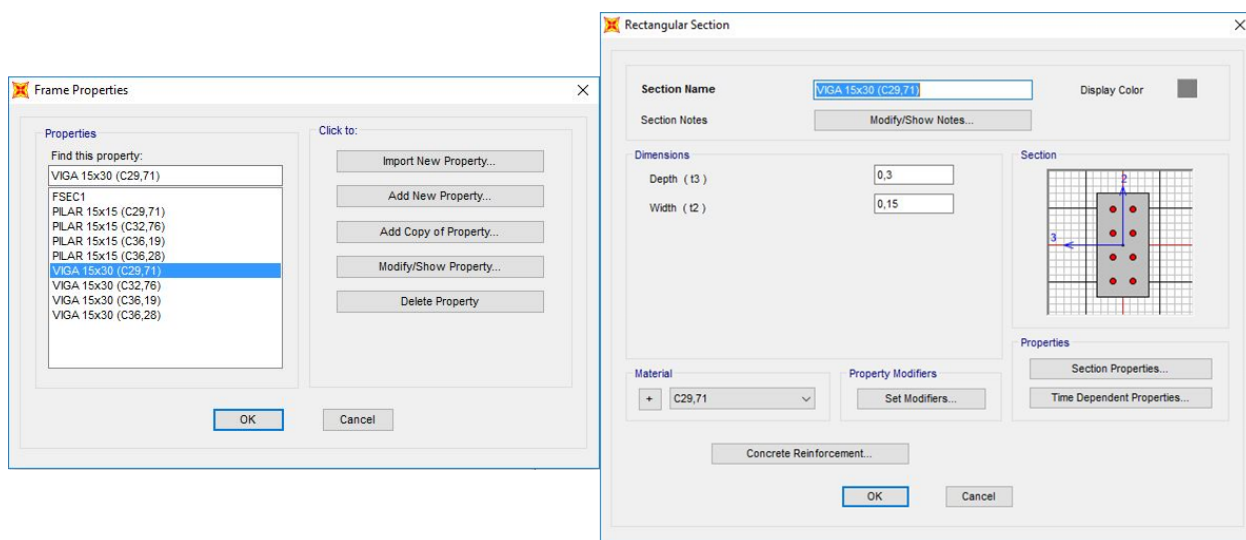 Frame Properties
Properties
Find this property:
VIGA 15x30 (C29,71)
FSEC1
PILAR 15x15 (C29,71)
PILAR 15x15 (C32,76)
PILAR 15x15 (C36,19)
PILAR 15x15 (C36,28)
VIGA 15x30 (C29,71)
VIGA 15x30 (C32,76)
VIGA 15x30 (C36,19)
VIGA 15x30 (C36,28)
Click to:
Import New Property...
Add New Property...
Add Copy of Property...
Modify/Show Property...
Delete Property
OK
Cancel
Rectangular Section
Section Name
VIGA 15x30 (C29,71)
Display Color
Section Notes
Modify/Show Notes...
Dimensions
Depth ( t3 )
0,3
Width ( t2 )
0,15
Section
2
3
Properties
Section Properties...
Time Dependent Properties...
Material
+
C29,71
Property Modifiers
Set Modifiers...
Concrete Reinforcement...
OK
Cancel